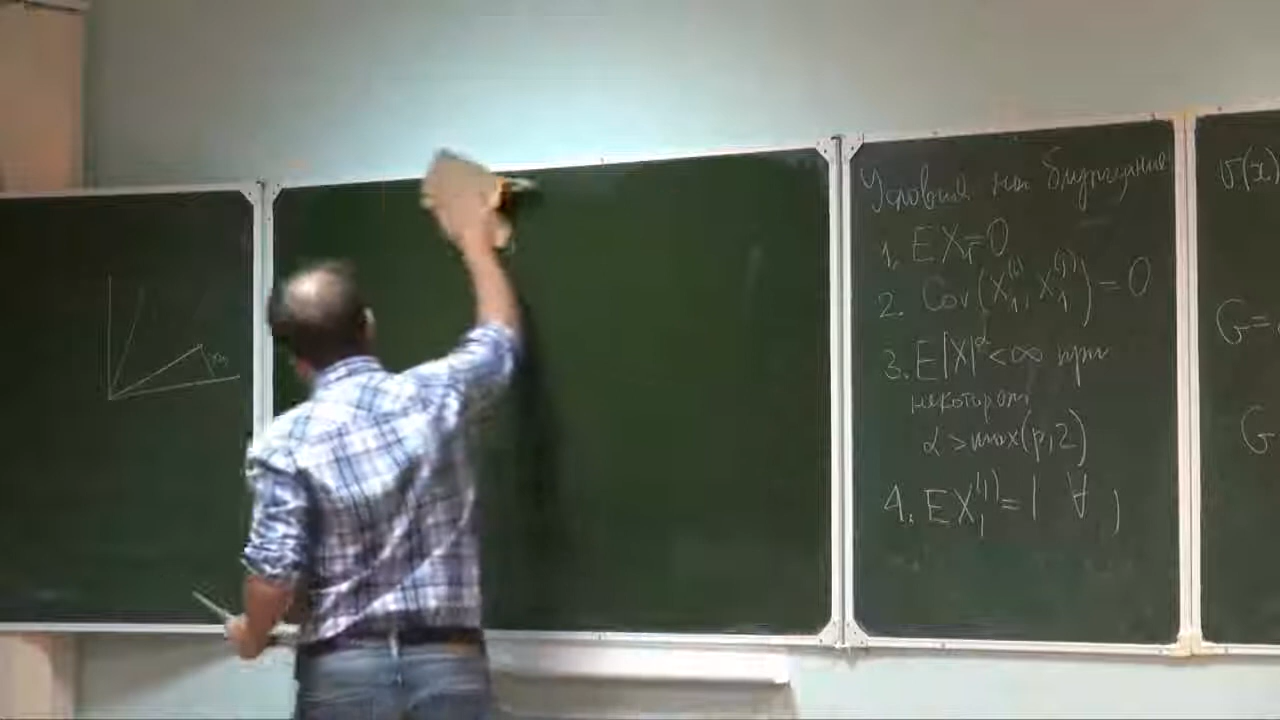 Условия на блуждание
1. EX₁=0
2. Cov(X₁⁽ⁱ⁾, X₁⁽ʲ⁾)=0
3. E|X|^α<∞ при
некотором
α>max(p,2)
4. EX₁⁽ʲ⁾=1 ∀ j
v(x)
G=
G